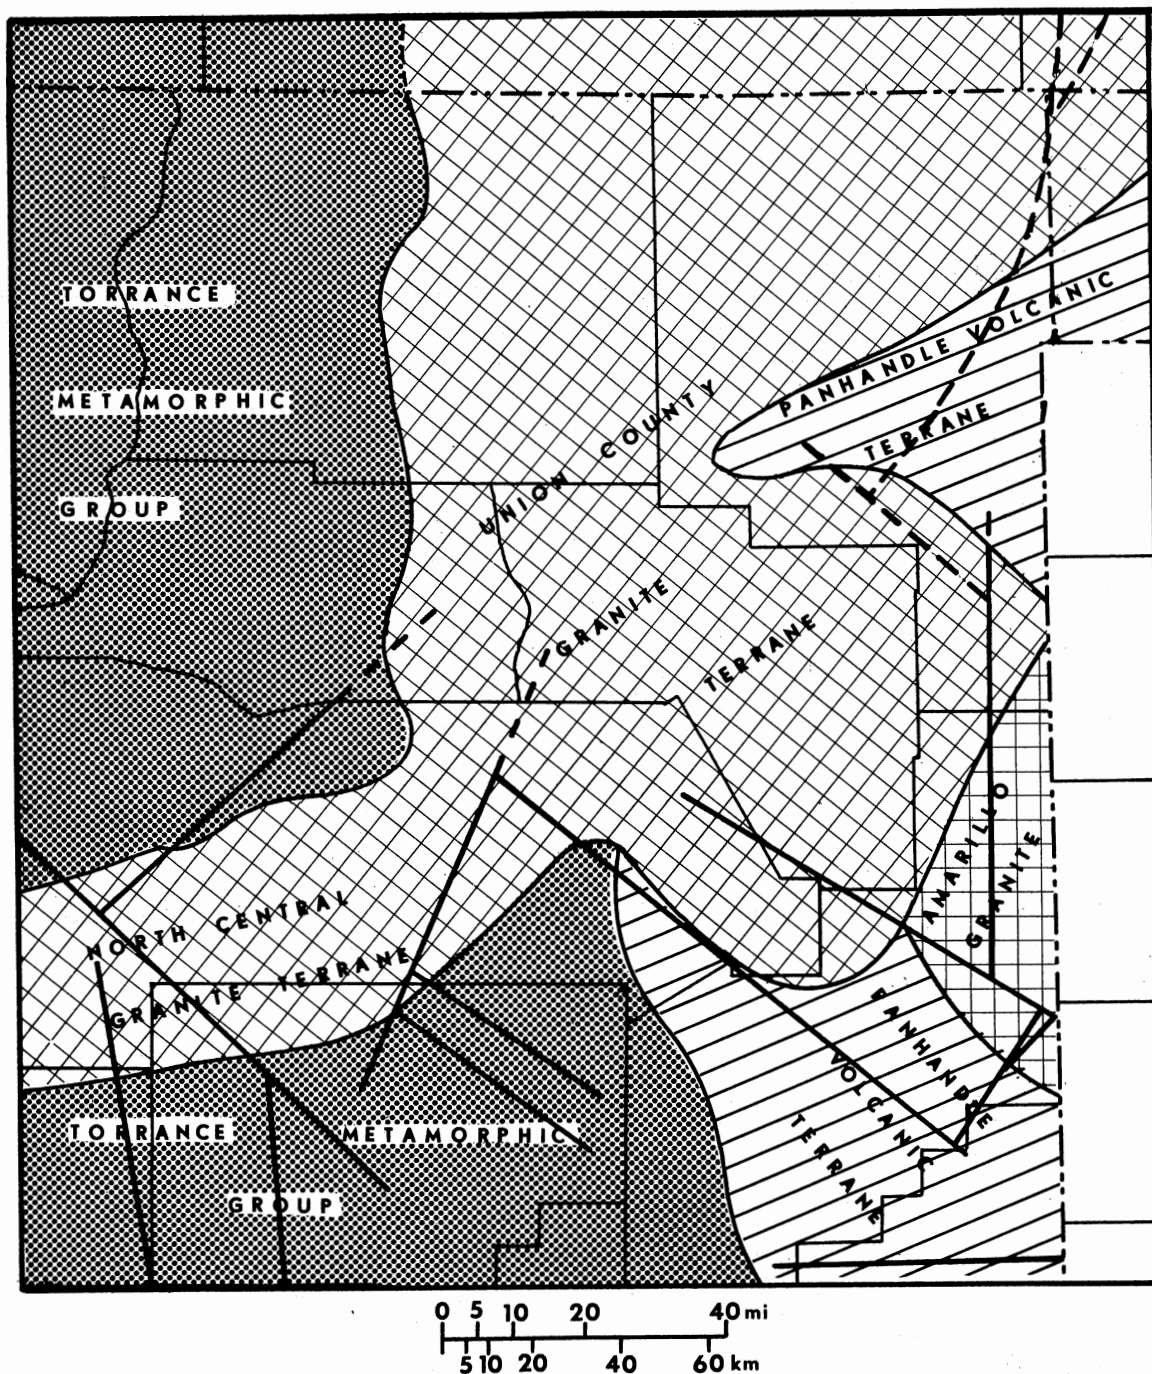 TORRANCE
METAMORPHIC
GROUP
PANHANDLE VOLCANIC
TERRANE
UNION COUNTY
GRANITE
TERRANE
AMARILLO
GRANITE
NORTH CENTRAL
GRANITE TERRANE
PANHANDLE
VOLCANIC
TERRANE
TORRANCE
METAMORPHIC
GROUP
0 5 10 20 40 mi
5 10 20 40 60 km